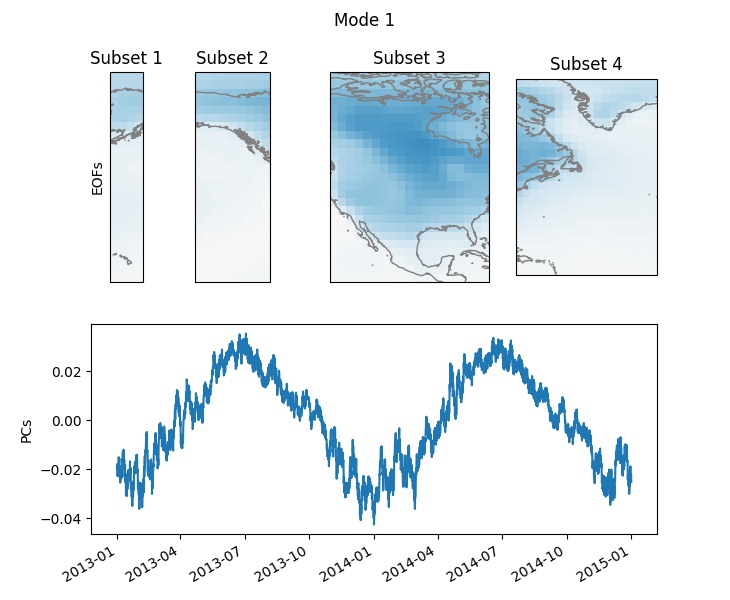 Mode 1
Subset 1
Subset 2
Subset 3
Subset 4
EOFs
PCs
0.02
0.00
−0.02
−0.04
2013-01
2013-04
2013-07
2013-10
2014-01
2014-04
2014-07
2014-10
2015-01